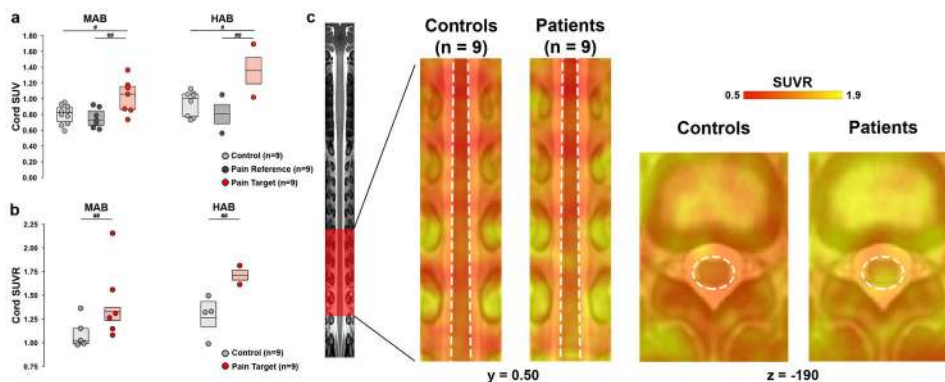 a
MAB
HAB
#
##
#
##
Cord SUV
1.80
1.60
1.40
1.20
1.00
0.80
0.60
0.40
0.20
0.00
Control (n=9)
Pain Reference (n=9)
Pain Target (n=9)
b
MAB
HAB
##
##
Cord SUVR
2.25
2.00
1.75
1.50
1.25
1.00
0.75
Control (n=9)
Pain Target (n=9)
c
Controls
(n = 9)
Patients
(n = 9)
y = 0.50
SUVR
0.5
1.9
Controls
Patients
z = -190